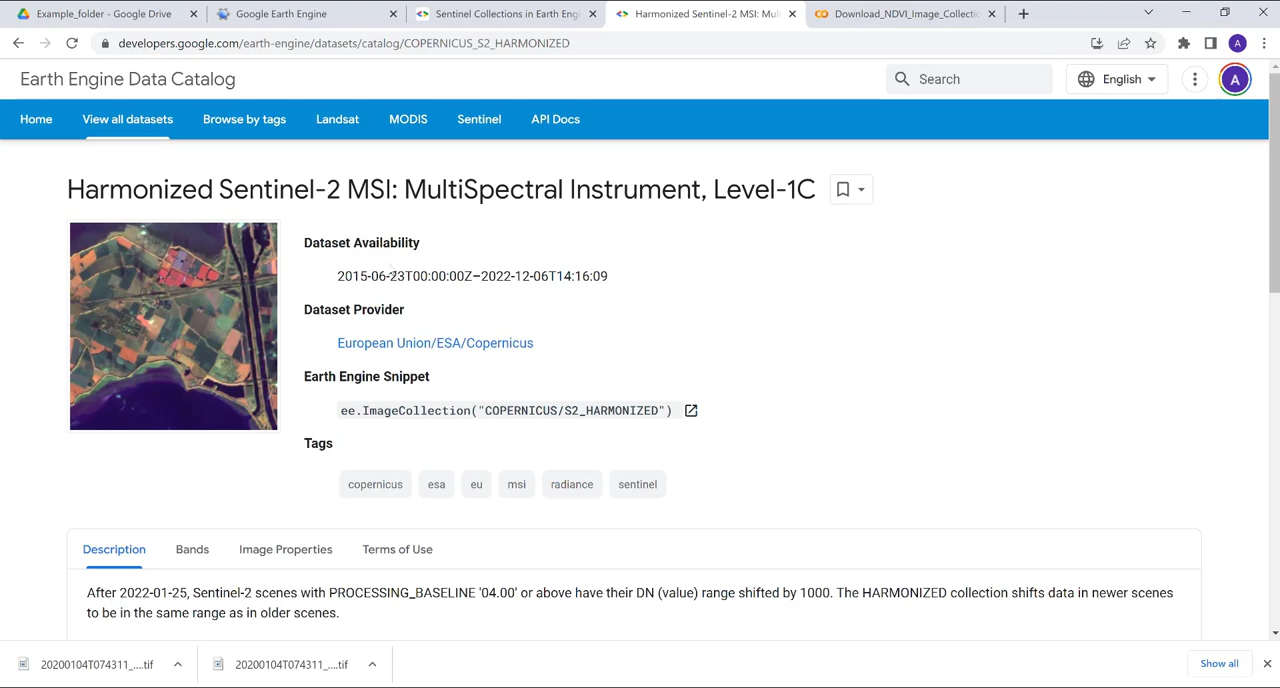 Example_folder - Google Drive
Google Earth Engine
Sentinel Collections in Earth Eng
Harmonized Sentinel-2 MSI: Mul
Download_NDVI_Image_Collectio
developers.google.com/earth-engine/datasets/catalog/COPERNICUS_S2_HARMONIZED
A
Earth Engine Data Catalog
Search
English
A
Home
View all datasets
Browse by tags
Landsat
MODIS
Sentinel
API Docs
Harmonized Sentinel-2 MSI: MultiSpectral Instrument, Level-1C
Dataset Availability
2015-06-23T00:00:00Z–2022-12-06T14:16:09
Dataset Provider
European Union/ESA/Copernicus
Earth Engine Snippet
ee.ImageCollection("COPERNICUS/S2_HARMONIZED")
Tags
copernicus
esa
eu
msi
radiance
sentinel
Description
Bands
Image Properties
Terms of Use
After 2022-01-25, Sentinel-2 scenes with PROCESSING_BASELINE '04.00' or above have their DN (value) range shifted by 1000. The HARMONIZED collection shifts data in newer scenes
to be in the same range as in older scenes.
20200104T074311_....tif
20200104T074311_....tif
Show all